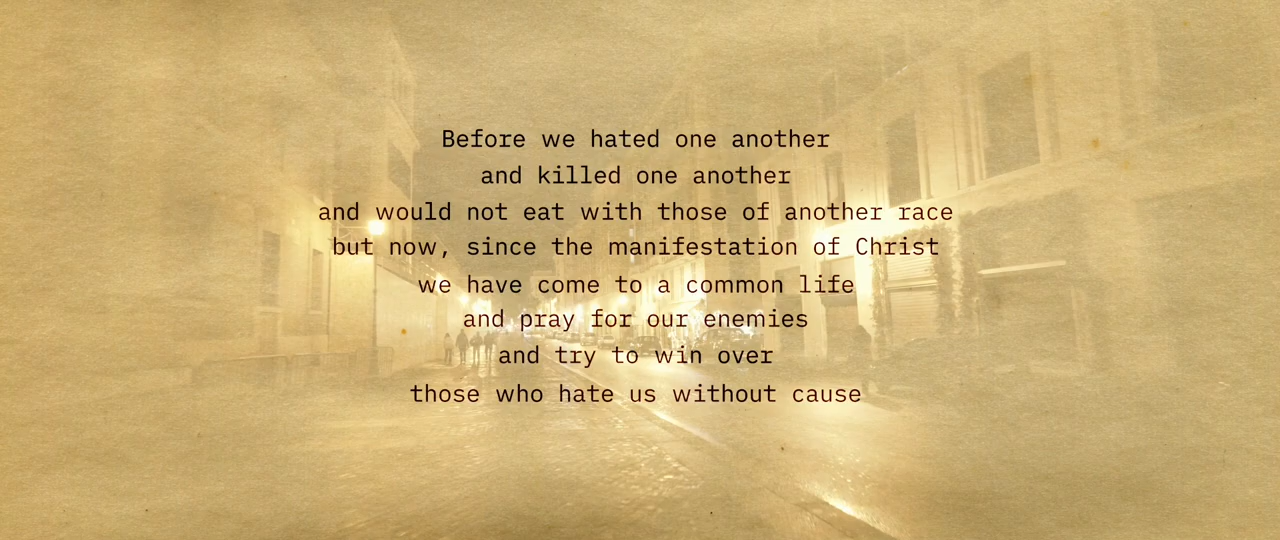 Before we hated one another
and killed one another
and would not eat with those of another race
but now, since the manifestation of Christ
we have come to a common life
and pray for our enemies
and try to win over
those who hate us without cause